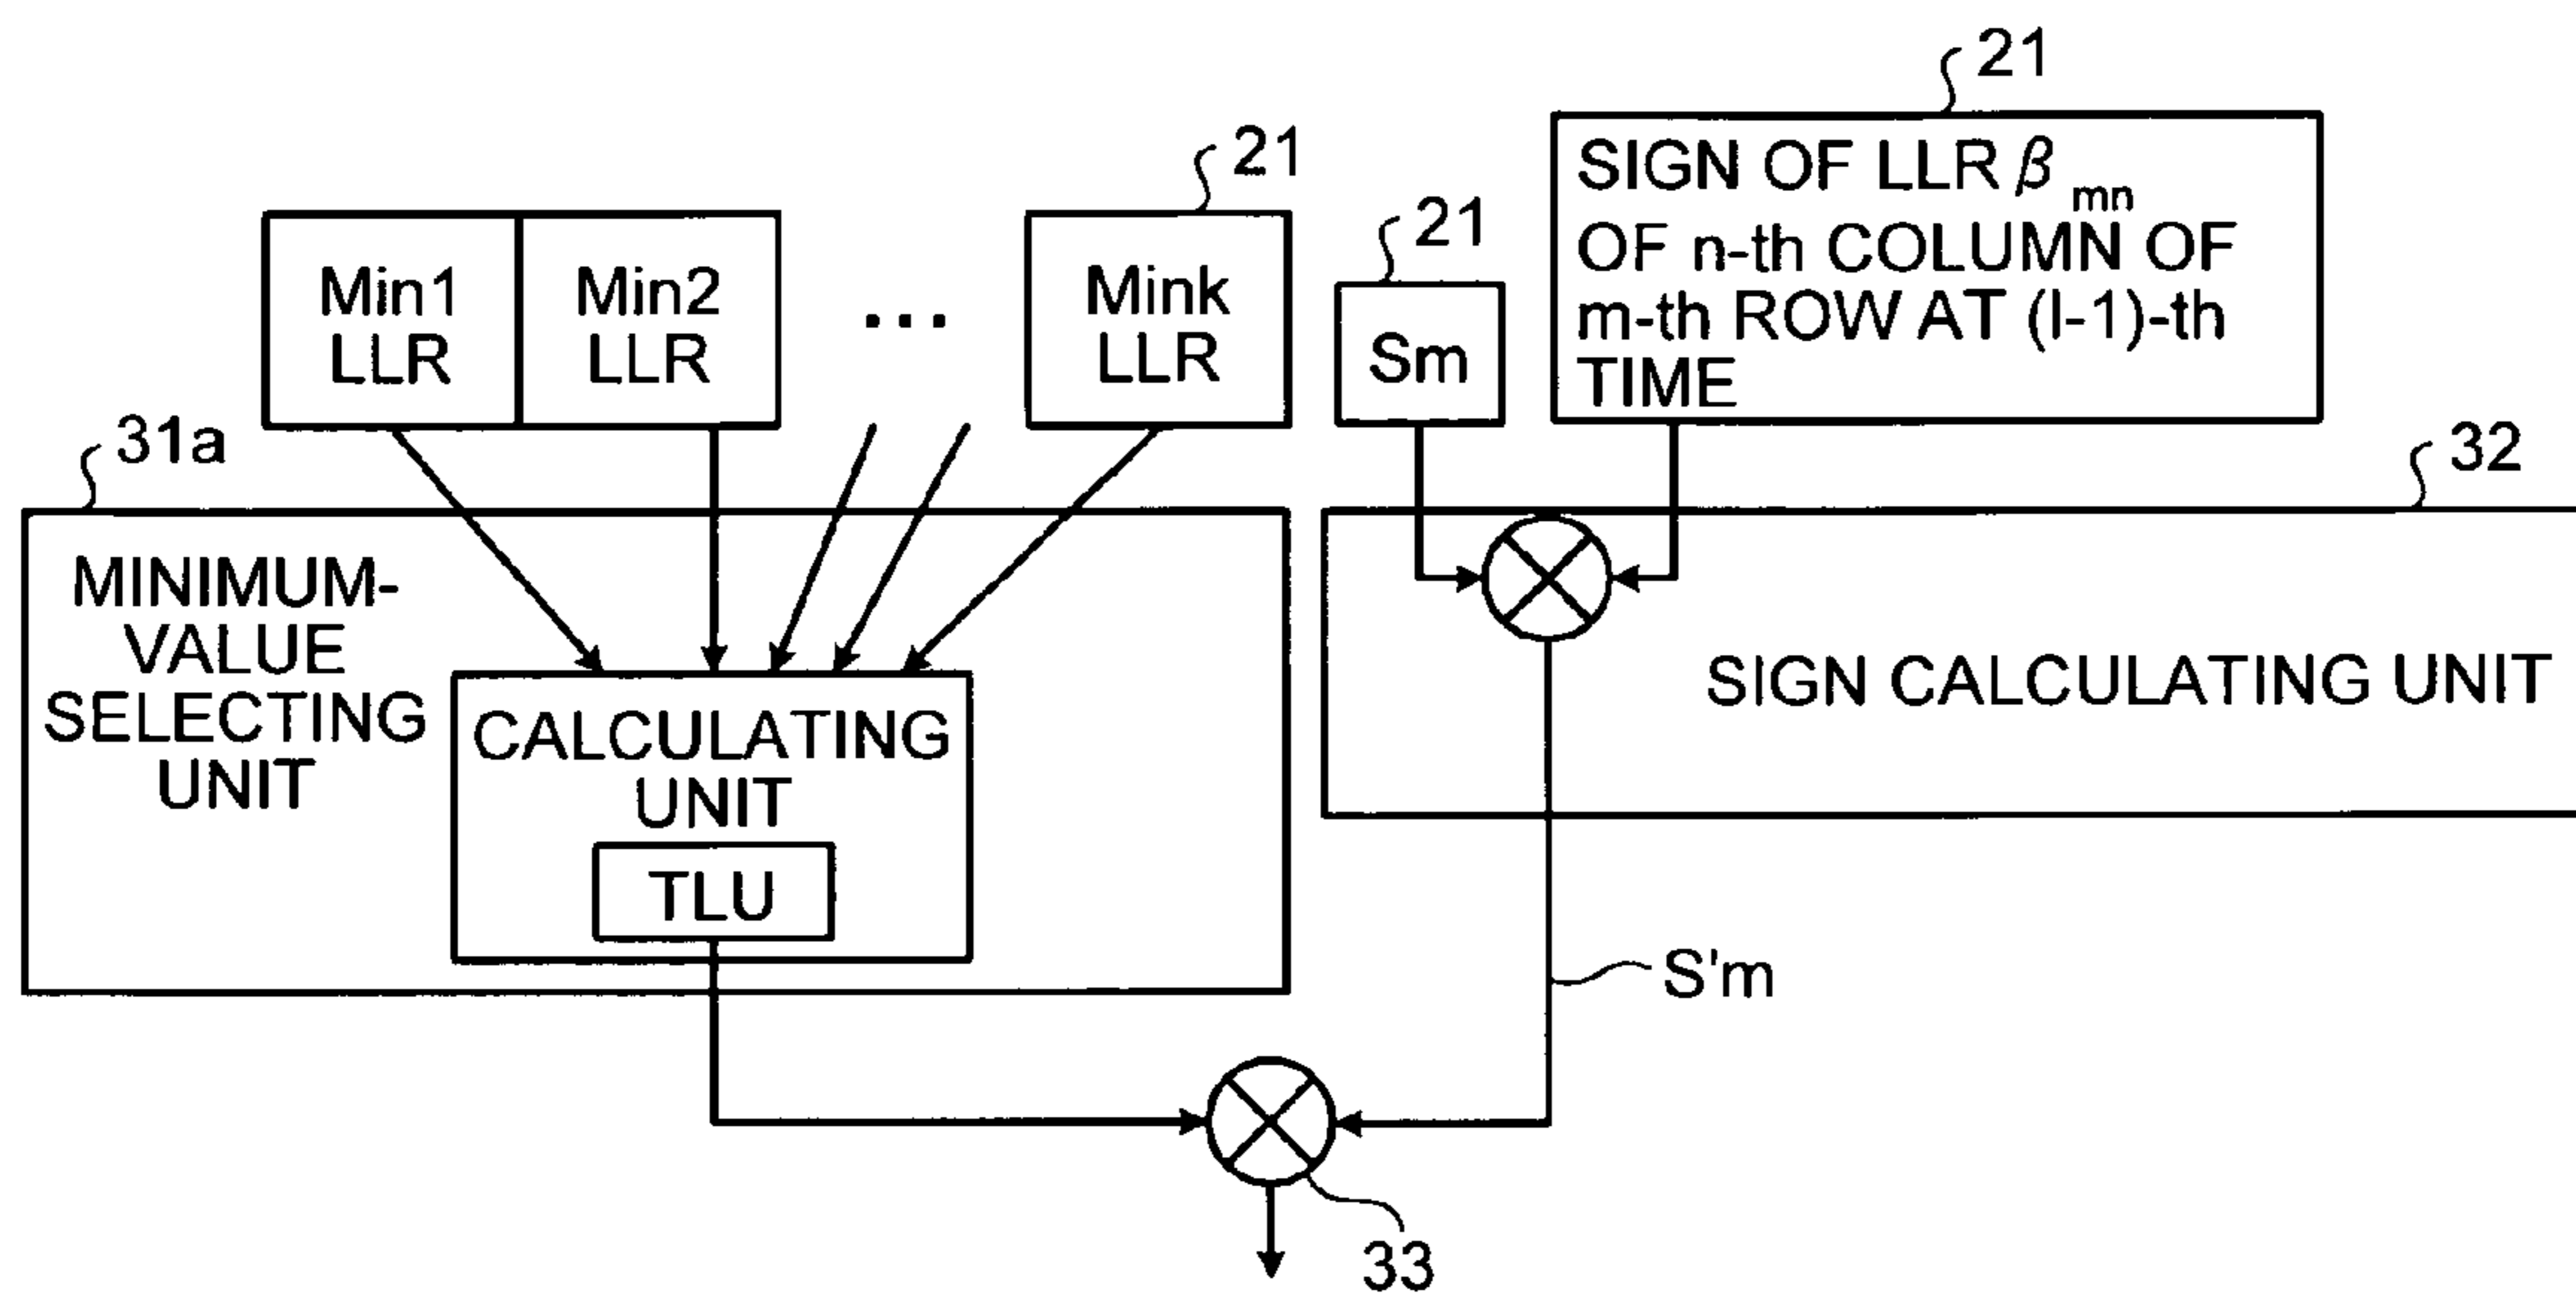 21
SIGN OF LLR β mn
OF n-th COLUMN OF
m-th ROW AT (l-1)-th
TIME
21
21
Min1
LLR
Min2
LLR
...
Mink
LLR
Sm
31a
32
MINIMUM-
VALUE
SELECTING
UNIT
CALCULATING
UNIT
TLU
SIGN CALCULATING UNIT
S'm
33